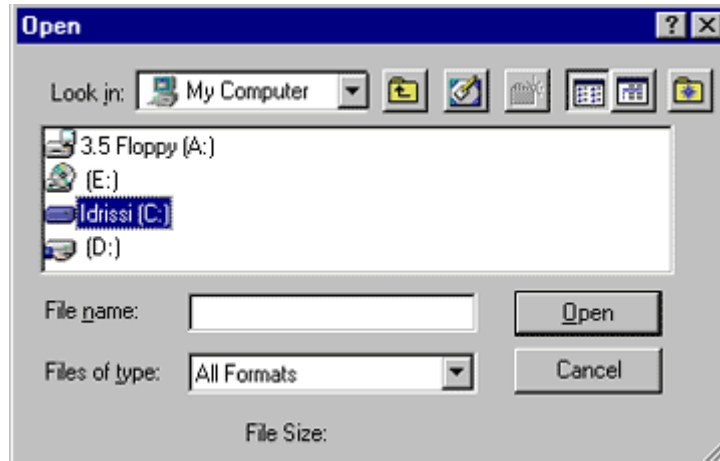 Open
Look in: My Computer
3.5 Floppy (A:)
(E:)
Idrissi (C:)
(D:)
File name: Open
Files of type: All Formats Cancel
File Size: